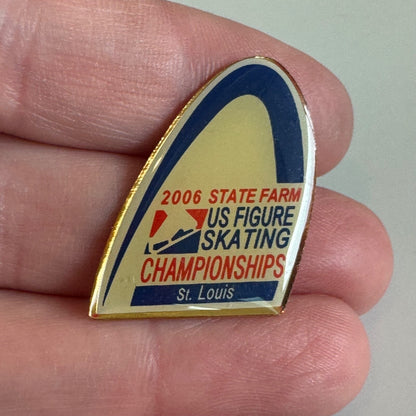 2006 STATE FARM
US FIGURE
SKATING
CHAMPIONSHIPS
St. Louis